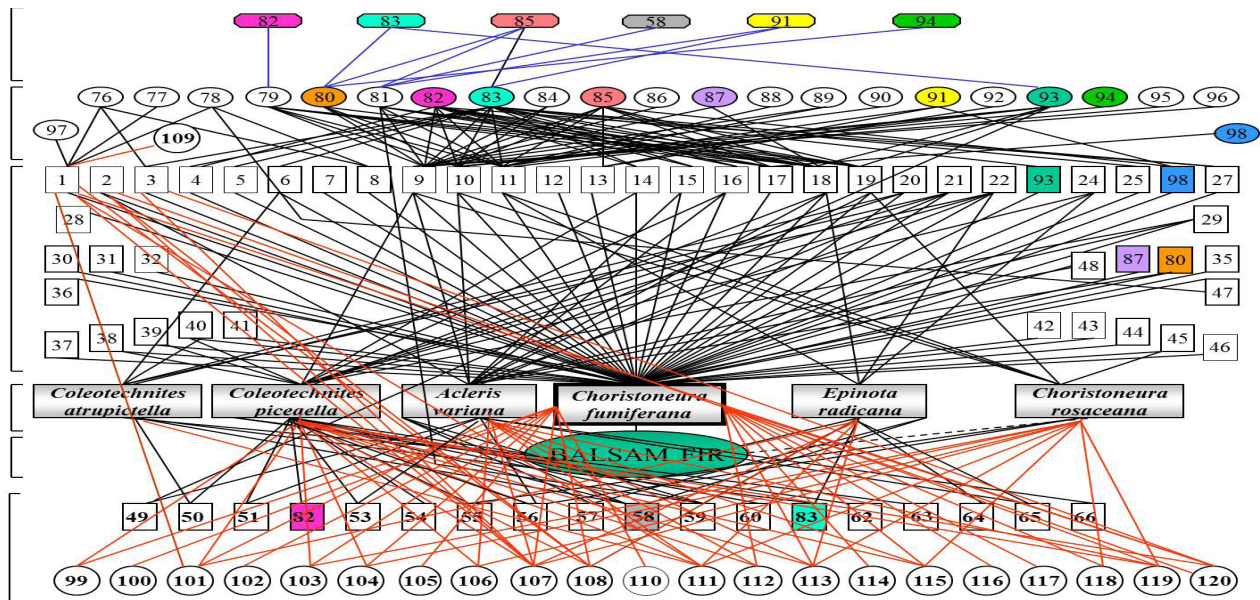 82 83 85 58 91 94
76 77 78 79 80 81 82 83 84 85 86 87 88 89 90 91 92 93 94 95 96
97 109 98
1 2 3 4 5 6 7 8 9 10 11 12 13 14 15 16 17 18 19 20 21 22 93 24 25 98 27
28 29
30 31 32 48 87 80 35
36 47
37 38 39 40 41 42 43 44 45 46
Coleotechnites atrupictella
Coleotechnites piceaella
Acleris variana
Choristoneura fumiferana
Epinota radicana
Choristoneura rosaceana
BALSAM FIR
49 50 51 82 53 54 55 56 57 58 59 60 83 62 63 64 65 66
99 100 101 102 103 104 105 106 107 108 110 111 112 113 114 115 116 117 118 119 120